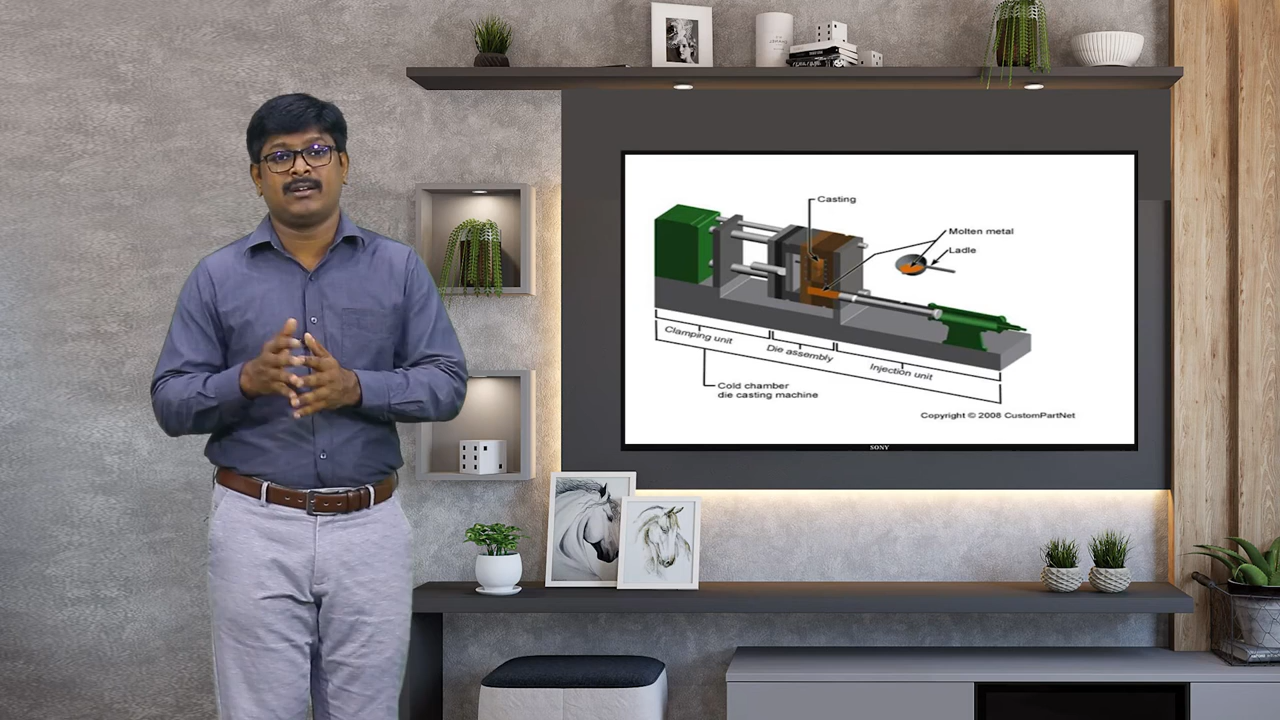 Casting
Molten metal
Ladle
Clamping unit
Die assembly
Injection unit
Cold chamber
die casting machine
Copyright © 2008 CustomPartNet
SONY